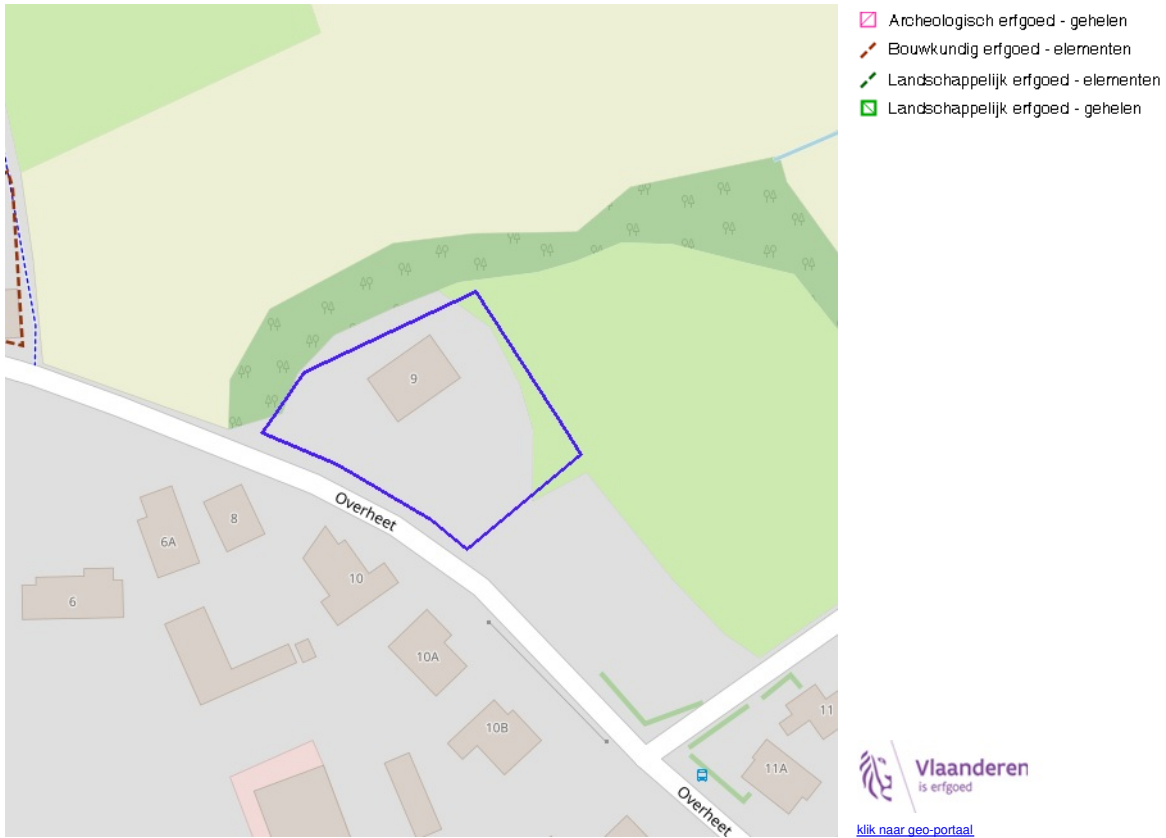 Archeologisch erfgoed - gehelen
Bouwkundig erfgoed - elementen
Landschappelijk erfgoed - elementen
Landschappelijk erfgoed - gehelen
9
Overheet
8
6A
10
6
10A
10B
11
11A
Overheet
Vlaanderen
is erfgoed
klik naar geo-portaal